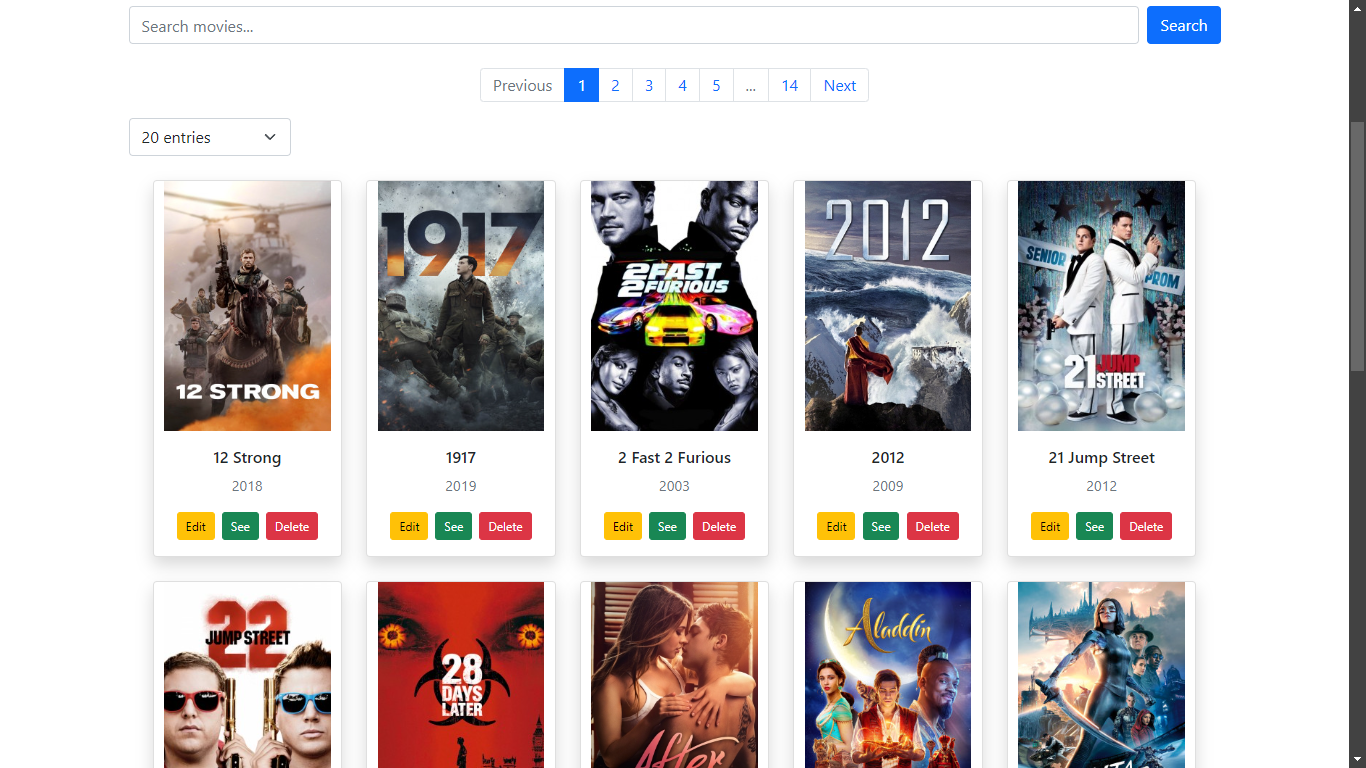 Search movies...
Search
Previous 1 2 3 4 5 ... 14 Next
20 entries
12 STRONG
1917
2 FAST
2 FURIOUS
2012
SENIOR
PROM
21 JUMP
STREET
12 Strong
1917
2 Fast 2 Furious
2012
21 Jump Street
2018
2019
2003
2009
2012
Edit See Delete
Edit See Delete
Edit See Delete
Edit See Delete
Edit See Delete
22
JUMP STREET
28
DAYS
LATER
After
Aladdin